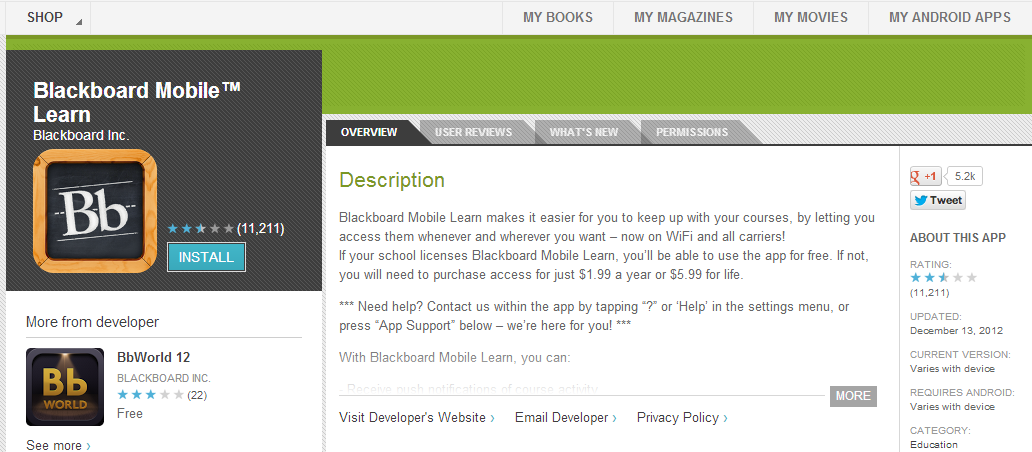 SHOP
MY BOOKS
MY MAGAZINES
MY MOVIES
MY ANDROID APPS
Blackboard Mobile™
Learn
Blackboard Inc.
Bb
(11,211)
INSTALL
More from developer
Bb
WORLD
BbWorld 12
BLACKBOARD INC.
(22)
Free
See more ›
OVERVIEW
USER REVIEWS
WHAT'S NEW
PERMISSIONS
Description
Blackboard Mobile Learn makes it easier for you to keep up with your courses, by letting you
access them whenever and wherever you want – now on WiFi and all carriers!
If your school licenses Blackboard Mobile Learn, you'll be able to use the app for free. If not,
you will need to purchase access for just $1.99 a year or $5.99 for life.
*** Need help? Contact us within the app by tapping “?” or ‘Help’ in the settings menu, or
press “App Support” below – we're here for you! ***
With Blackboard Mobile Learn, you can:
- Receive push notifications of course activity
MORE
Visit Developer's Website ›
Email Developer ›
Privacy Policy ›
g +1
5.2k
Tweet
ABOUT THIS APP
RATING:
(11,211)
UPDATED:
December 13, 2012
CURRENT VERSION:
Varies with device
REQUIRES ANDROID:
Varies with device
CATEGORY:
Education